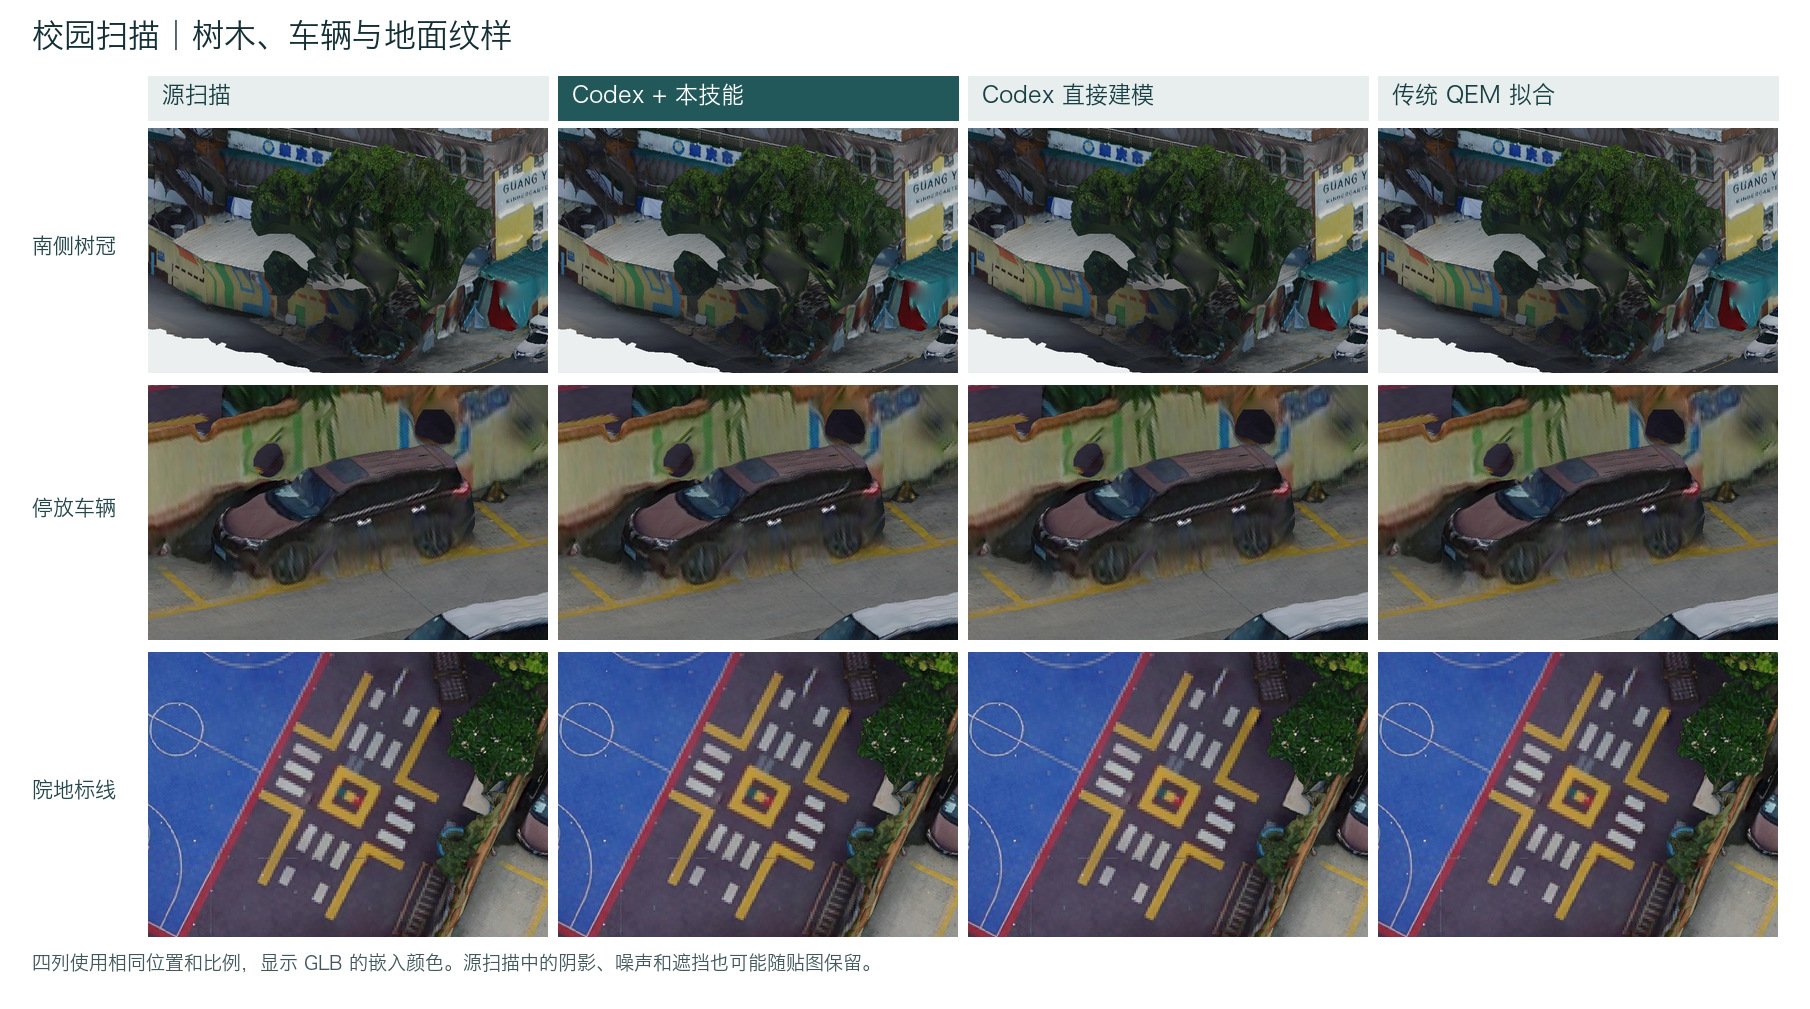 校园扫描｜树木、车辆与地面纹样
源扫描
Codex + 本技能
Codex 直接建模
传统 QEM 拟合
南侧树冠
GUANG Y
GUANG Y
GUANG Y
GUANG Y
停放车辆
院地标线
四列使用相同位置和比例，显示 GLB 的嵌入颜色。源扫描中的阴影、噪声和遮挡也可能随贴图保留。